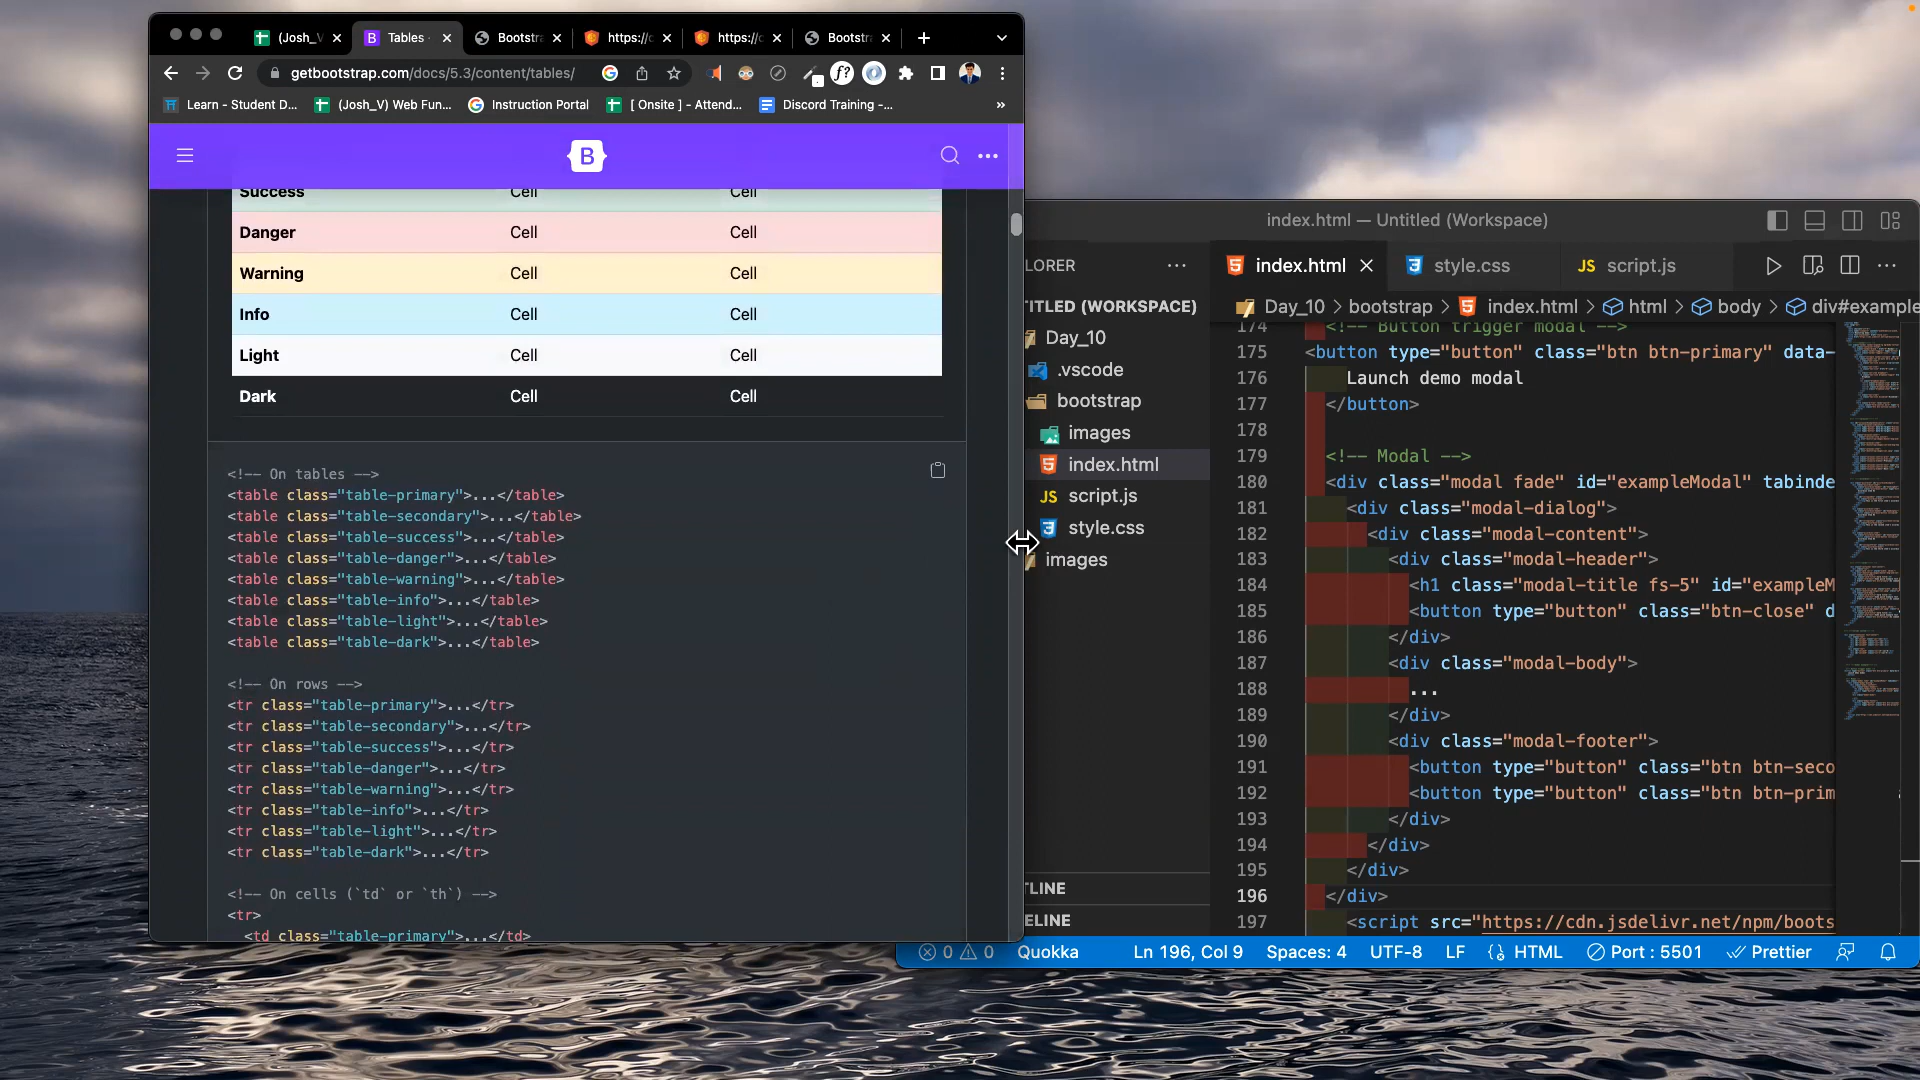 (Josh_V
Tables
Bootstr
https://
https://
Bootstr
getbootstrap.com/docs/5.3/content/tables/
Learn - Student D...
(Josh_V) Web Fun...
Instruction Portal
[ Onsite ] - Attend...
Discord Training -...
»
B
Success Cell Cell
Danger Cell Cell
Warning Cell Cell
Info Cell Cell
Light Cell Cell
Dark Cell Cell
<!-- On tables -->
<table class="table-primary">...</table>
<table class="table-secondary">...</table>
<table class="table-success">...</table>
<table class="table-danger">...</table>
<table class="table-warning">...</table>
<table class="table-info">...</table>
<table class="table-light">...</table>
<table class="table-dark">...</table>
<!-- On rows -->
<tr class="table-primary">...</tr>
<tr class="table-secondary">...</tr>
<tr class="table-success">...</tr>
<tr class="table-danger">...</tr>
<tr class="table-warning">...</tr>
<tr class="table-info">...</tr>
<tr class="table-light">...</tr>
<tr class="table-dark">...</tr>
<!-- On cells (`td` or `th`) -->
<tr>
<td class="table-primary">...</td>
index.html — Untitled (Workspace)
LORER
index.html
style.css
JS script.js
TITLED (WORKSPACE)
Day_10
.vscode
bootstrap
images
index.html
JS script.js
style.css
images
TLINE
ELINE
Day_10 > bootstrap > index.html > html > body > div#example
174 <!-- Button trigger modal -->
175 <button type="button" class="btn btn-primary" data-
176 Launch demo modal
177 </button>
178
179 <!-- Modal -->
180 <div class="modal fade" id="exampleModal" tabinde
181 <div class="modal-dialog">
182 <div class="modal-content">
183 <div class="modal-header">
184 <h1 class="modal-title fs-5" id="exampleM
185 <button type="button" class="btn-close" d
186 </div>
187 <div class="modal-body">
188 ...
189 </div>
190 <div class="modal-footer">
191 <button type="button" class="btn btn-seco
192 <button type="button" class="btn btn-prim
193 </div>
194 </div>
195 </div>
196 </div>
197 <script src="https://cdn.jsdelivr.net/npm/boots
0 0 Quokka Ln 196, Col 9 Spaces: 4 UTF-8 LF HTML Port : 5501 Prettier